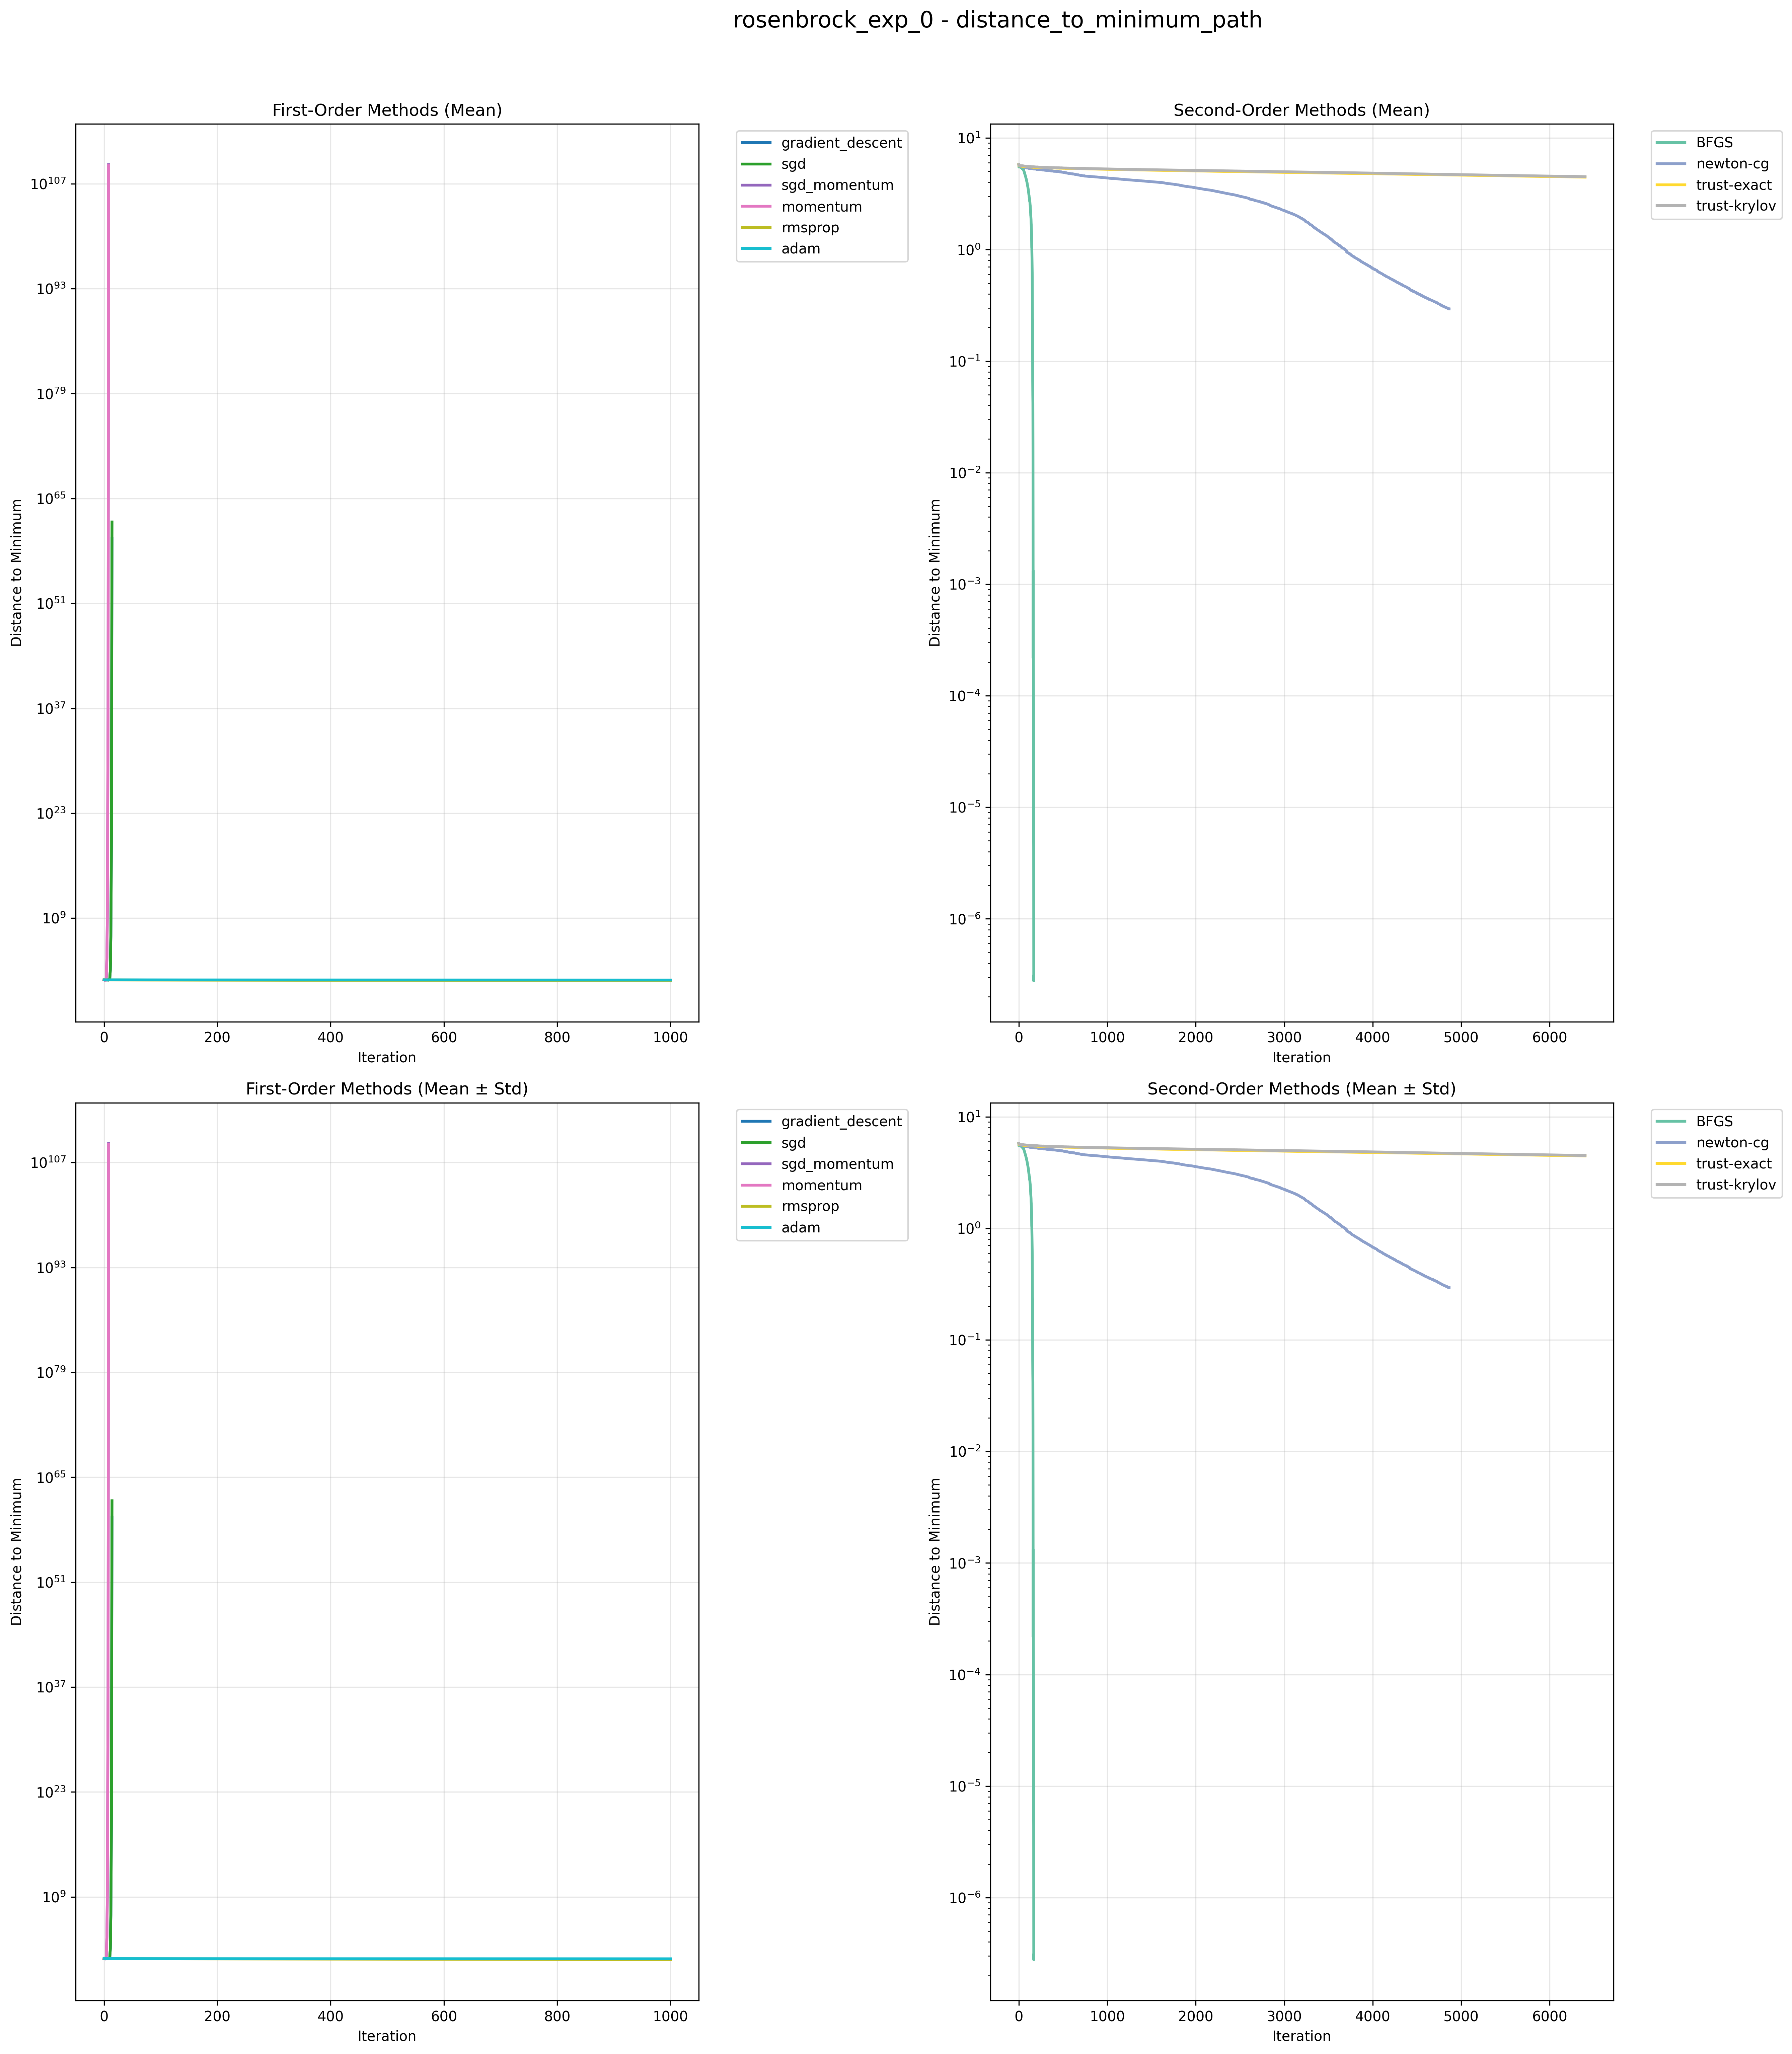 rosenbrock_exp_0 - distance_to_minimum_path
First-Order Methods (Mean)
Distance to Minimum
10^107
10^93
10^79
10^65
10^51
10^37
10^23
10^9
0 200 400 600 800 1000
Iteration
gradient_descent
sgd
sgd_momentum
momentum
rmsprop
adam
Second-Order Methods (Mean)
Distance to Minimum
10^1
10^0
10^−1
10^−2
10^−3
10^−4
10^−5
10^−6
0 1000 2000 3000 4000 5000 6000
Iteration
BFGS
newton-cg
trust-exact
trust-krylov
First-Order Methods (Mean ± Std)
Distance to Minimum
10^107
10^93
10^79
10^65
10^51
10^37
10^23
10^9
0 200 400 600 800 1000
Iteration
gradient_descent
sgd
sgd_momentum
momentum
rmsprop
adam
Second-Order Methods (Mean ± Std)
Distance to Minimum
10^1
10^0
10^−1
10^−2
10^−3
10^−4
10^−5
10^−6
0 1000 2000 3000 4000 5000 6000
Iteration
BFGS
newton-cg
trust-exact
trust-krylov